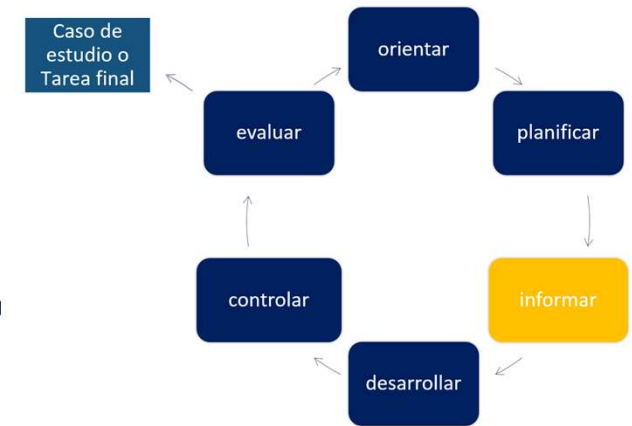 Caso de
estudio o
Tarea final
orientar
evaluar
planificar
controlar
informar
desarrollar